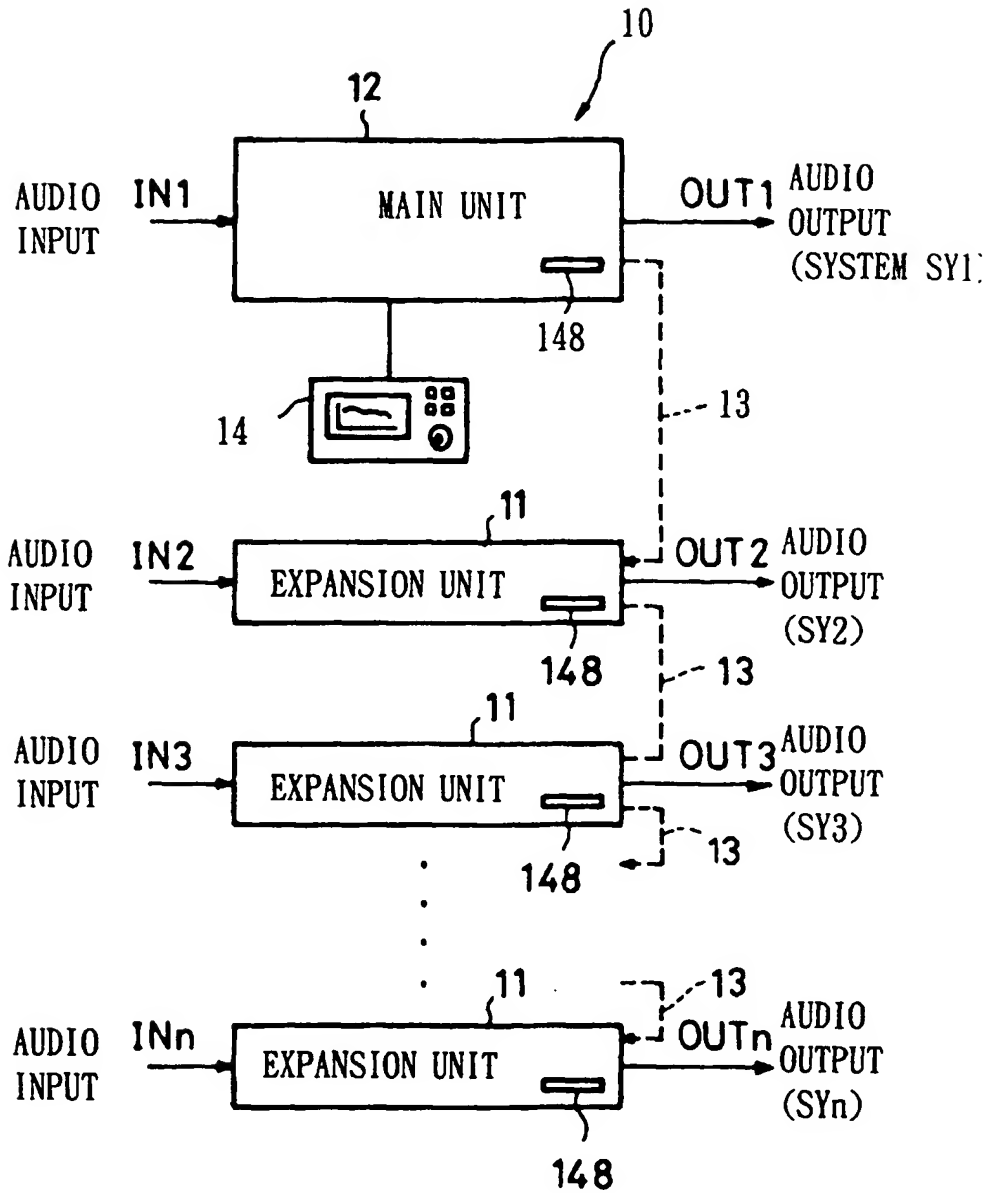 10
12
AUDIO
INPUT
IN1
MAIN UNIT
148
OUT1
AUDIO
OUTPUT
(SYSTEM SY1)
14
13
11
AUDIO
INPUT
IN2
EXPANSION UNIT
148
OUT2
AUDIO
OUTPUT
(SY2)
13
11
AUDIO
INPUT
IN3
EXPANSION UNIT
148
OUT3
AUDIO
OUTPUT
(SY3)
13
11
13
AUDIO
INPUT
INn
EXPANSION UNIT
148
OUTn
AUDIO
OUTPUT
(SYn)